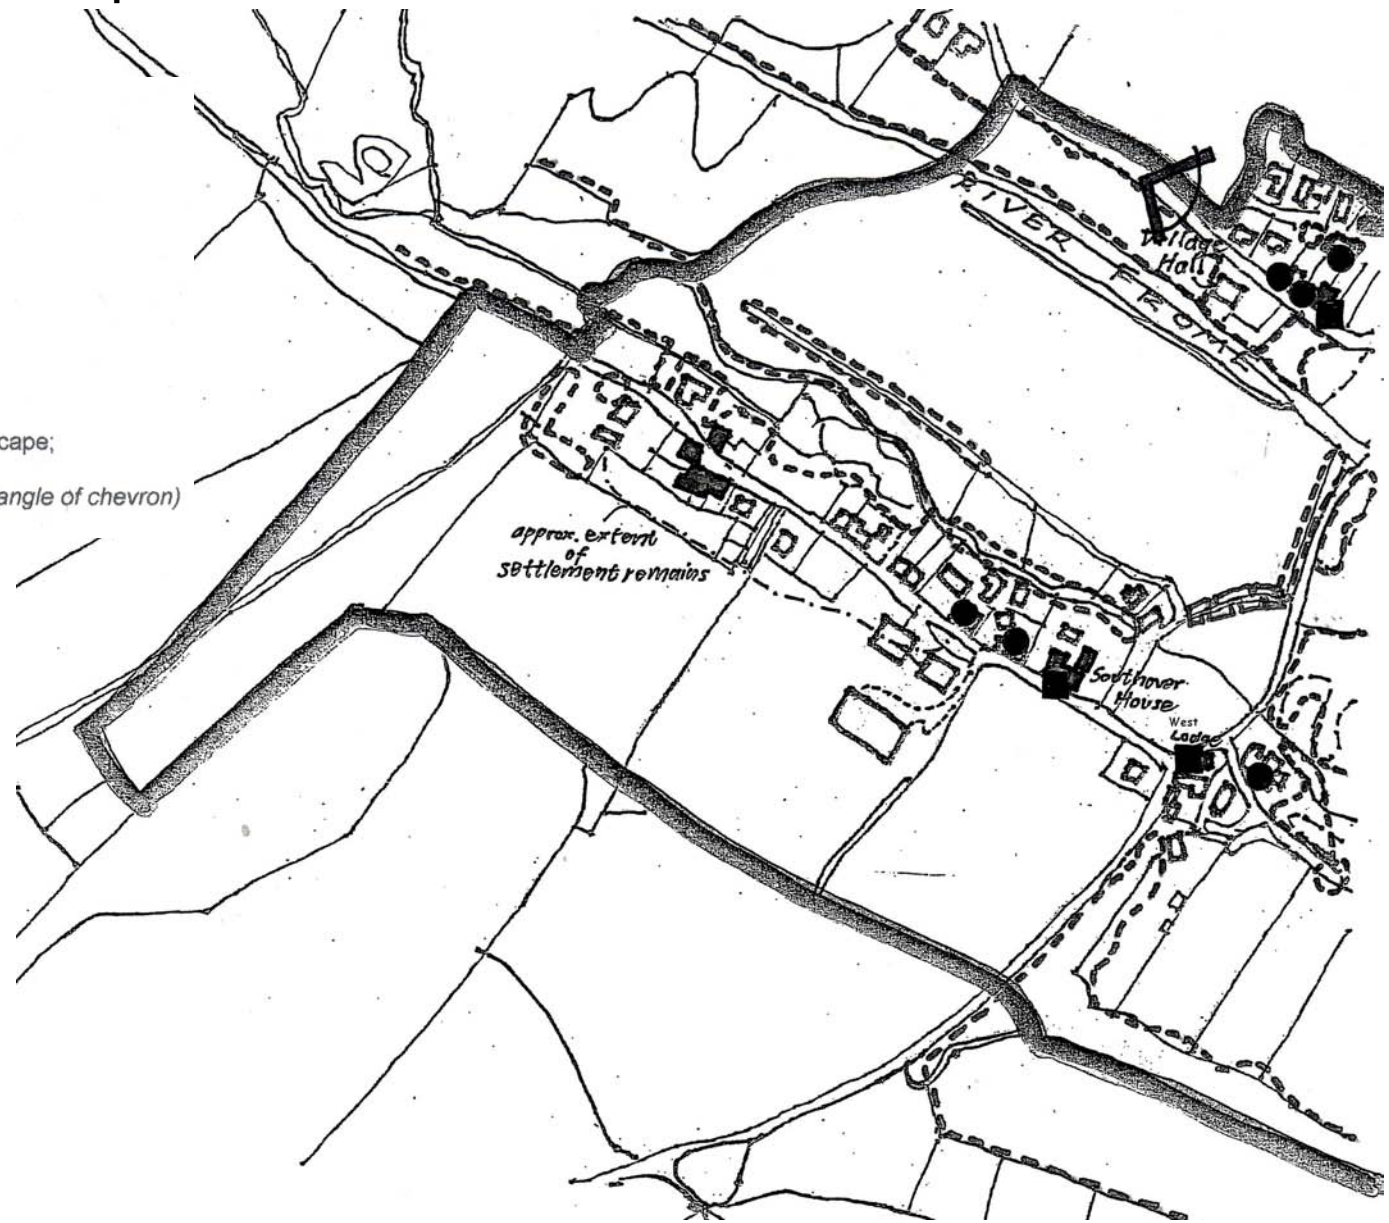 RIVER FROME
Village
Hall
cape;
angle of chevron)
approx. extent
of
settlement remains
Southover
House
West
Lodge